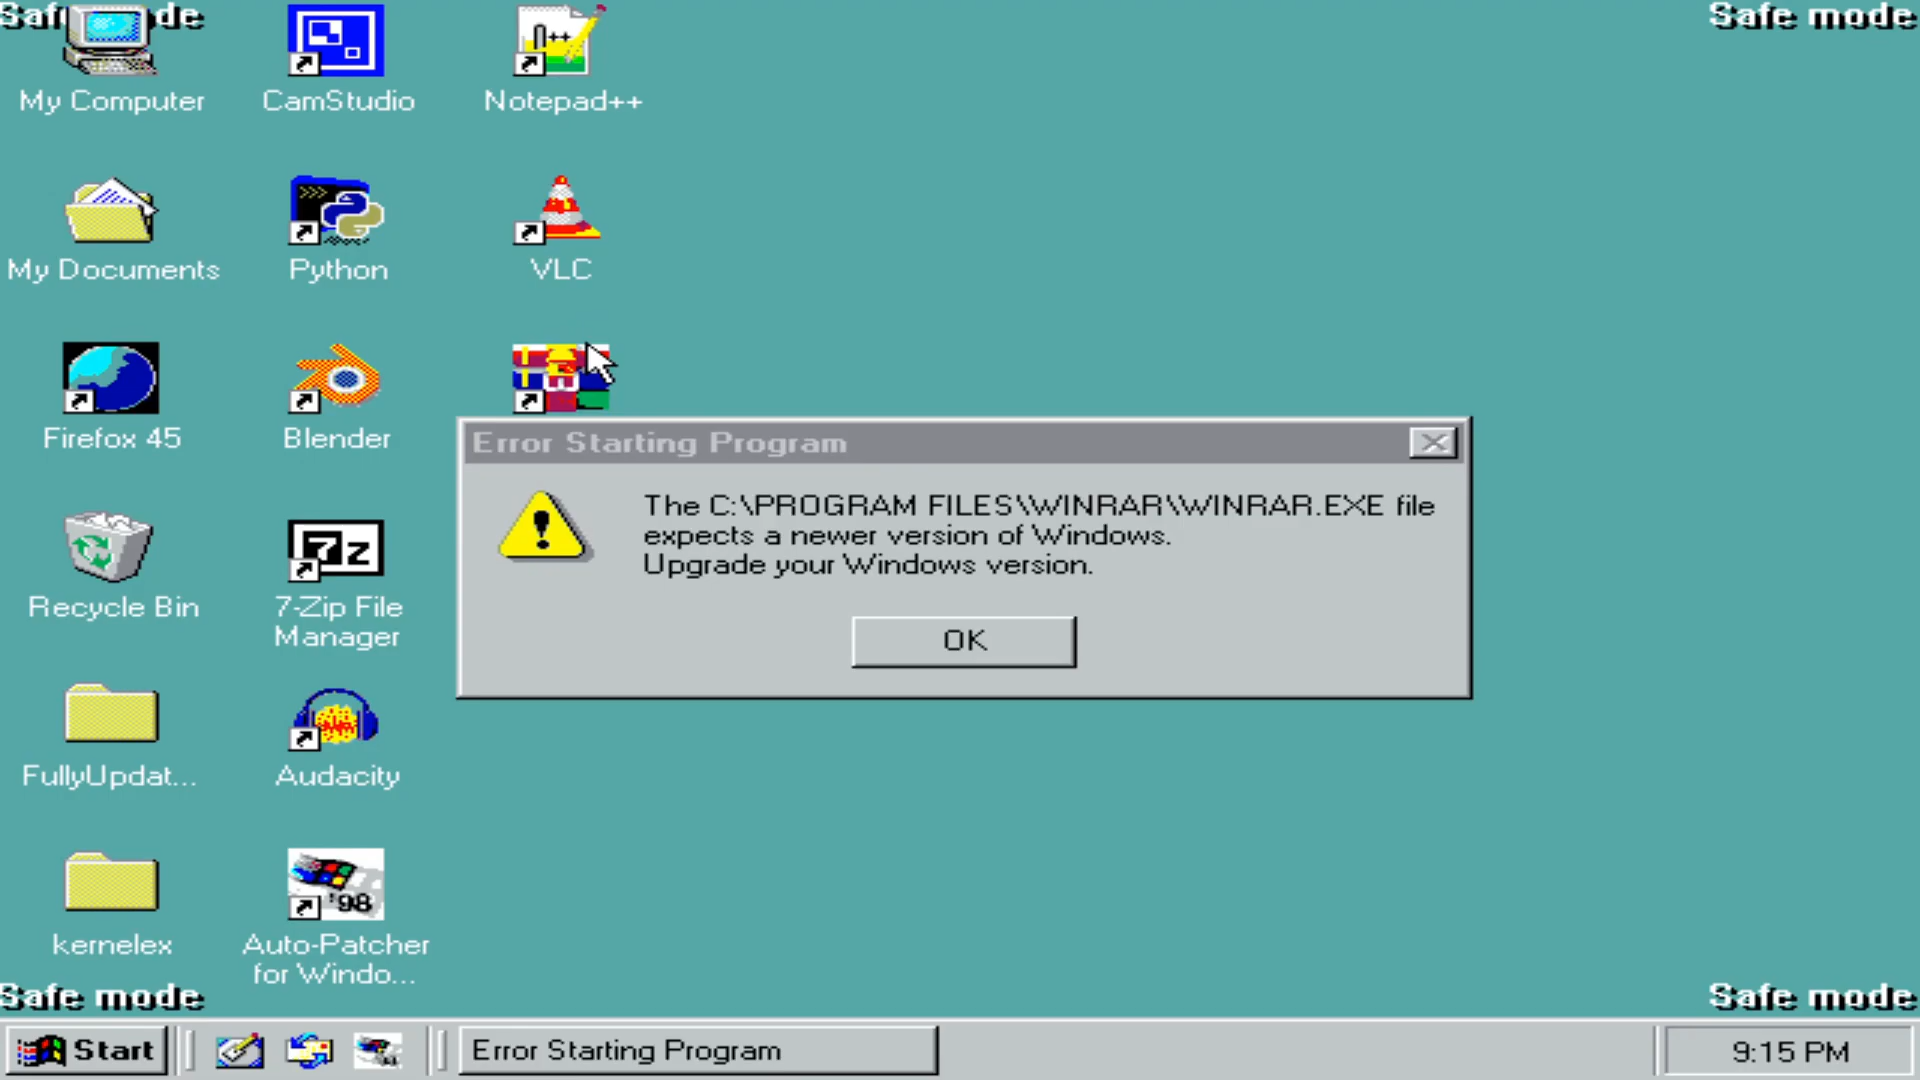 Safe mode
Safe mode
My Computer
CamStudio
Notepad++
My Documents
Python
VLC
Firefox 45
Blender
Error Starting Program
The C:\PROGRAM FILES\WINRAR\WINRAR.EXE file
expects a newer version of Windows.
Upgrade your Windows version.
OK
Recycle Bin
7z
7-Zip File
Manager
FullyUpdat...
Audacity
'98
kernelex
Auto-Patcher
for Windo...
Safe mode
Safe mode
Start
Error Starting Program
9:15 PM